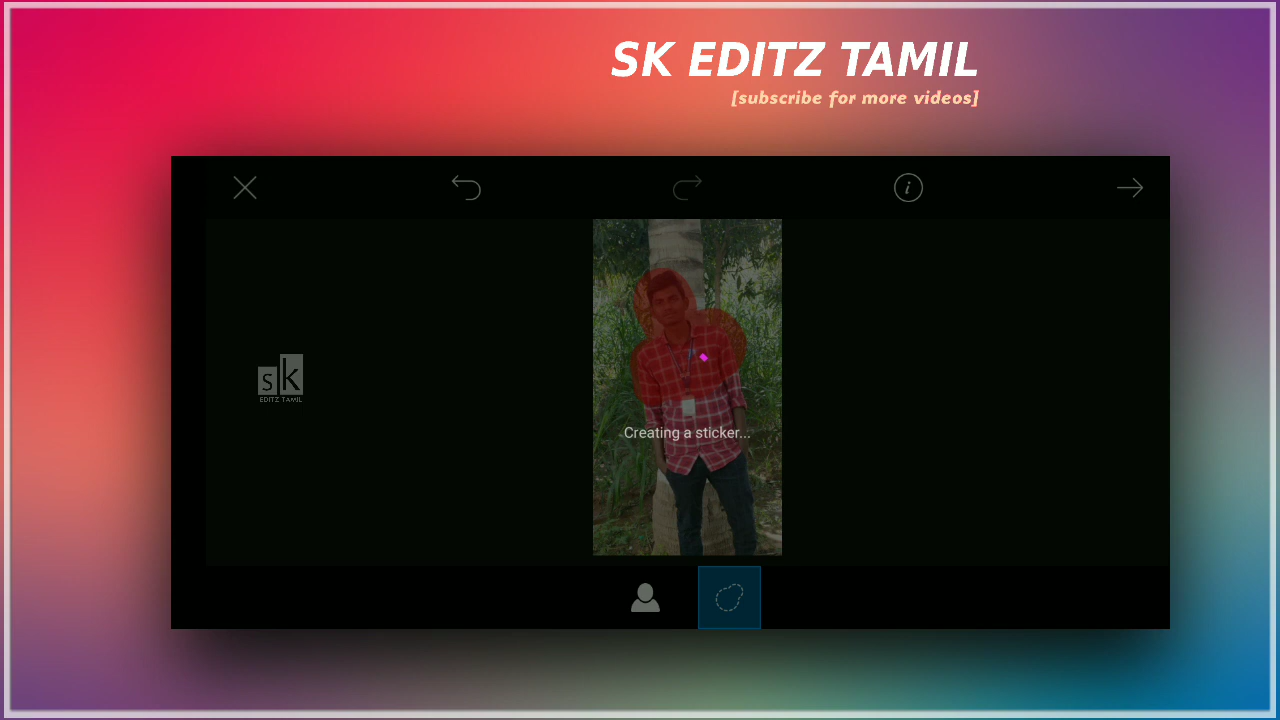 SK EDITZ TAMIL
[subscribe for more videos]
sk
EDITZ TAMIL
Creating a sticker...